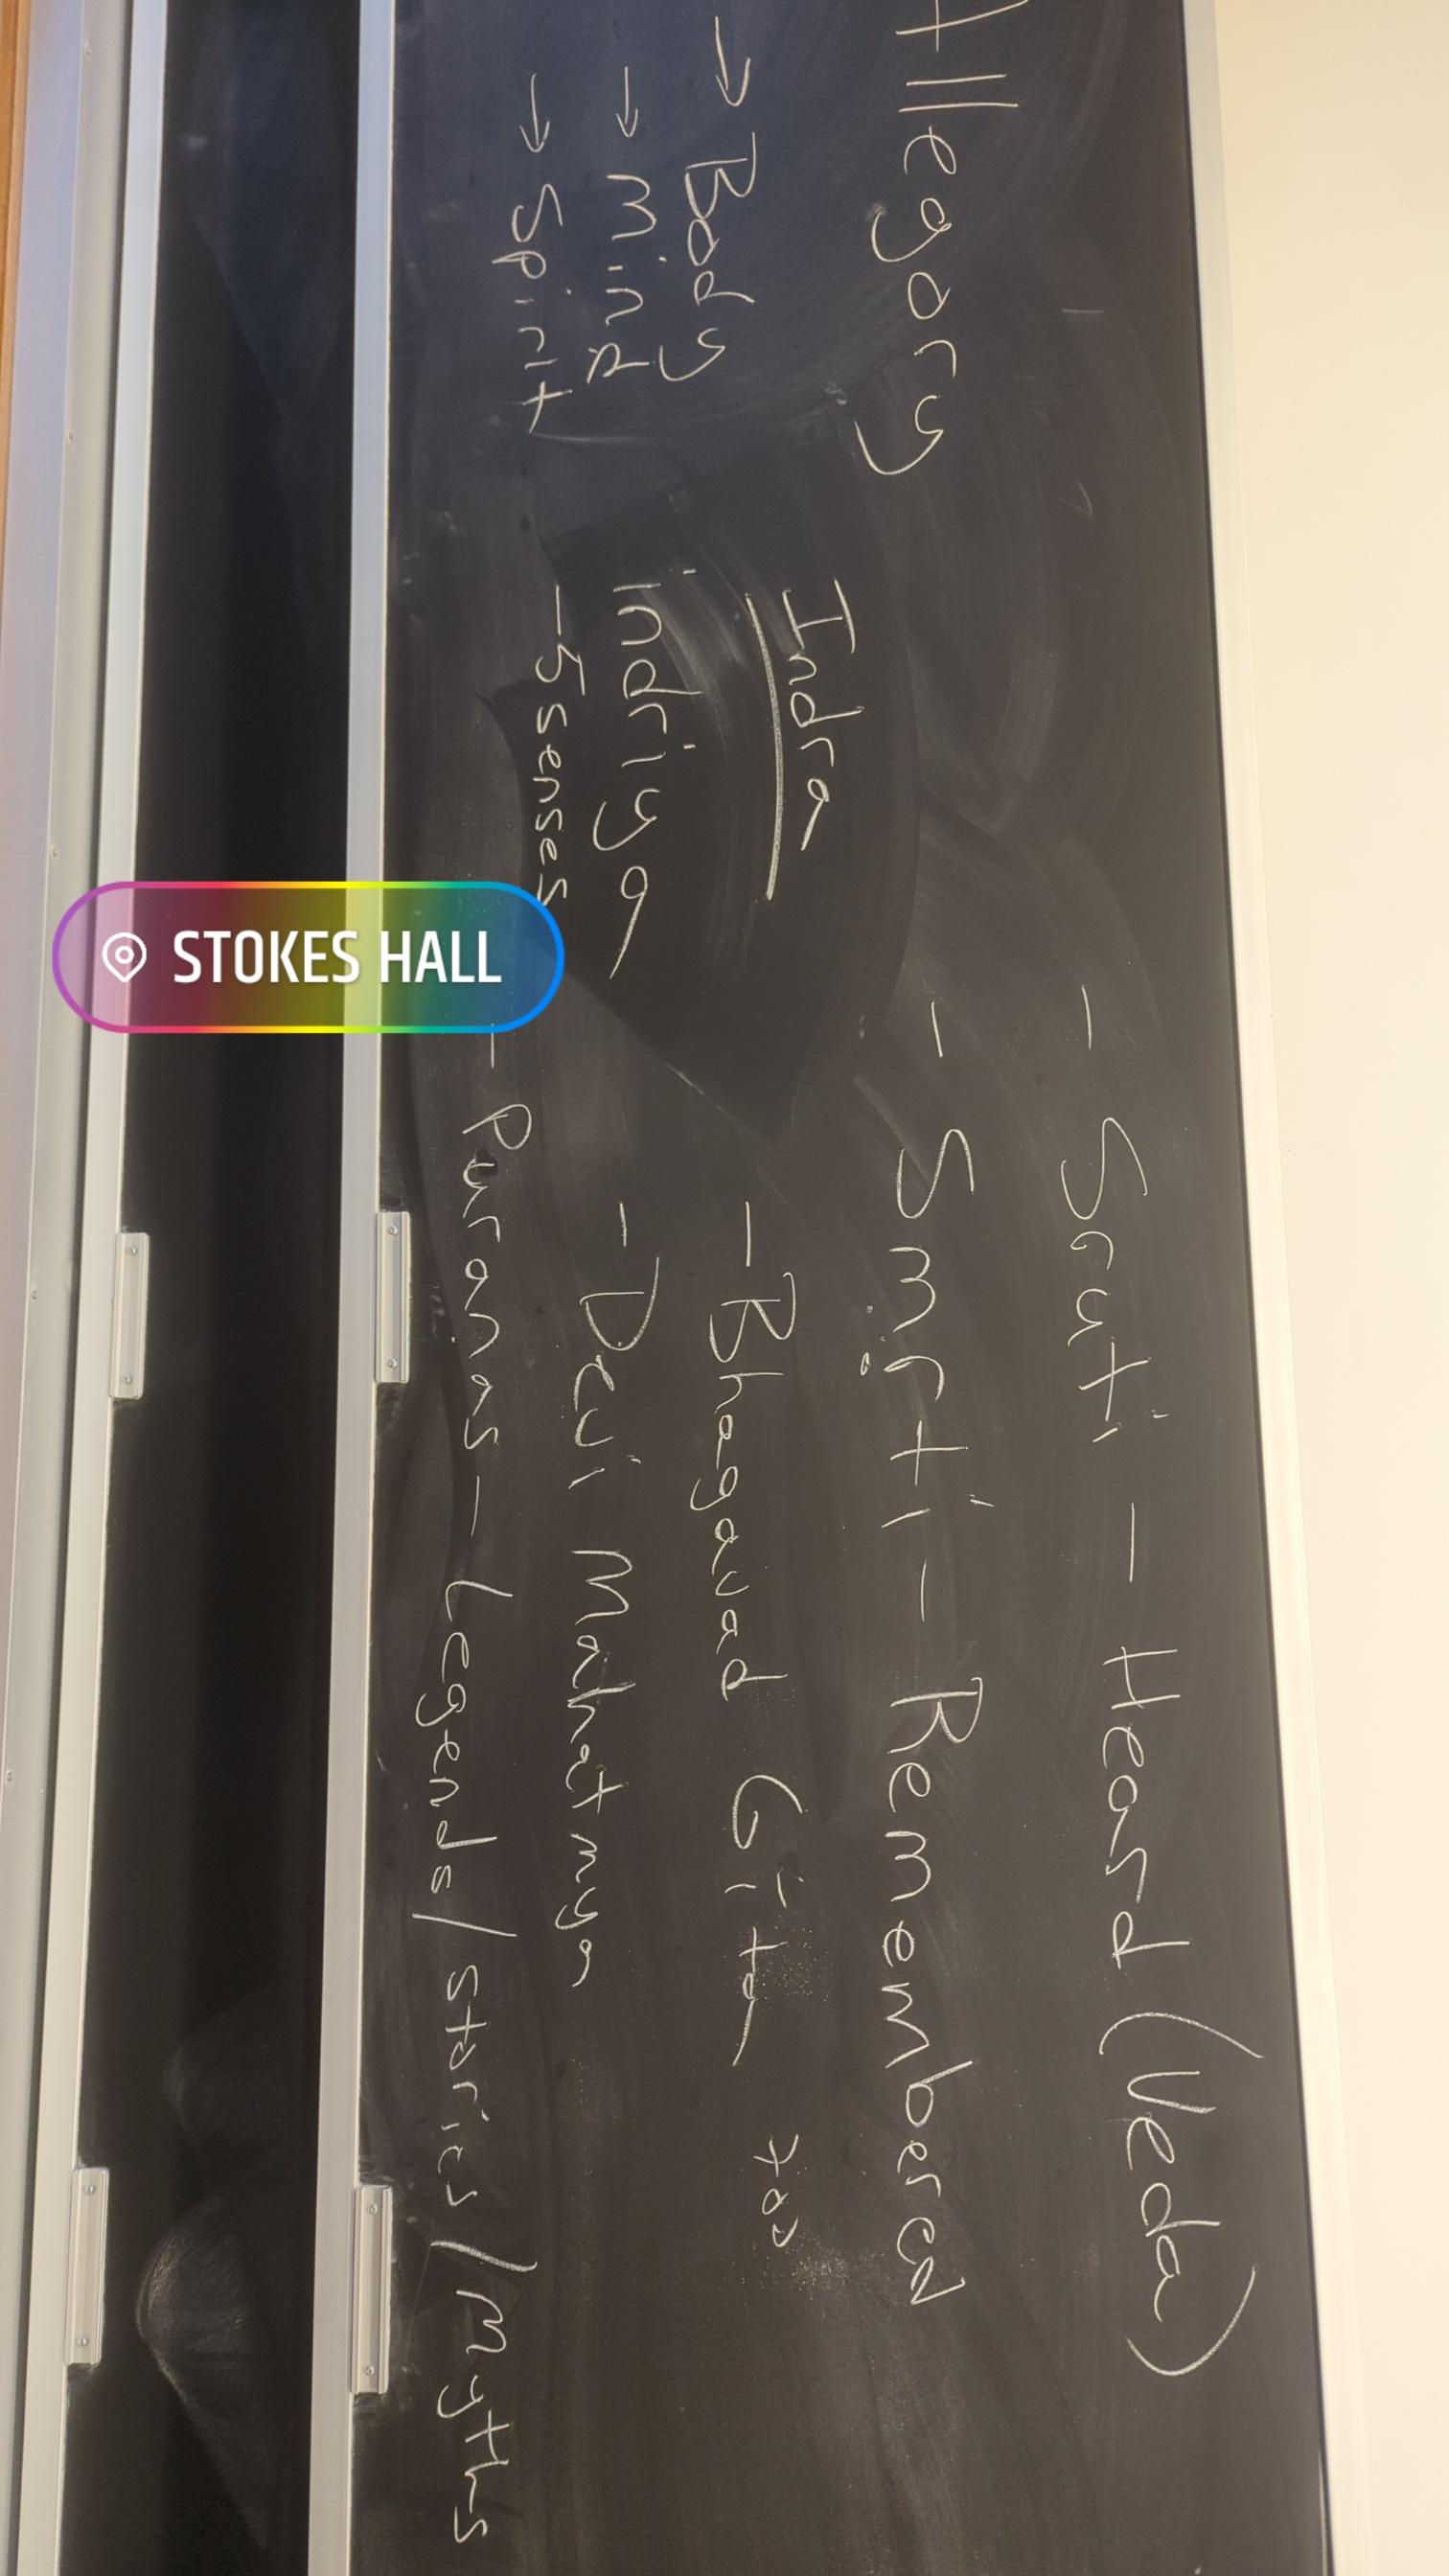 Allegory
→ Body
→ Mind
→ Spirit
Indra
indriya
- 5 senses
- Sruti - Heard (Veda)
- Smṛti - Remembered
- Bhagavad Gītā 700
- Devi Mahatmya
- Puranas - Legends/stories/Myths
STOKES HALL